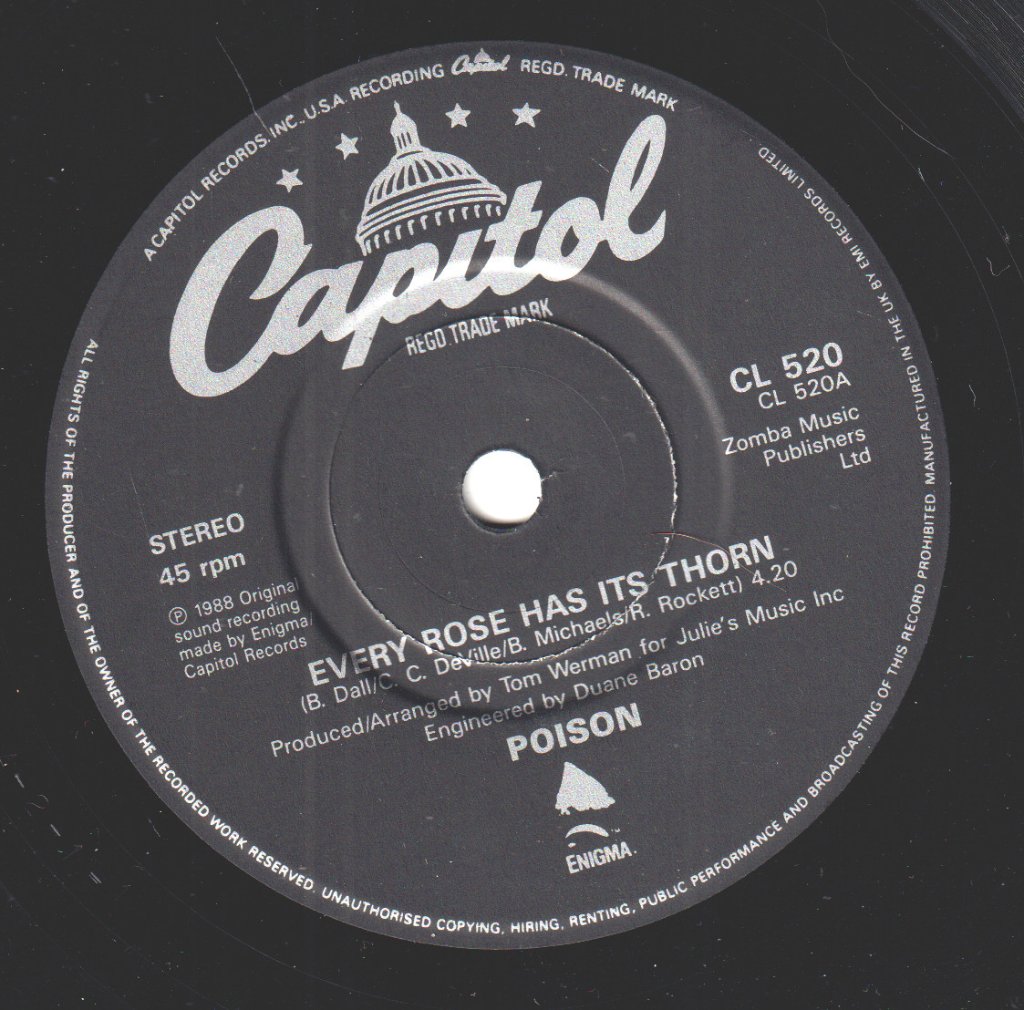 A CAPITOL RECORDS, INC., U.S.A. RECORDING Capitol REGD. TRADE MARK
MANUFACTURED IN THE UK BY EMI RECORDS LIMITED
Capitol
REGD. TRADE MARK
CL 520
CL 520A
Zomba Music
Publishers
Ltd
STEREO
45 rpm
℗ 1988 Original
sound recording
made by Enigma/
Capitol Records
EVERY ROSE HAS ITS THORN
(B. Dall/C. C. DeVille/B. Michaels/R. Rockett) 4.20
Produced/Arranged by Tom Werman for Julie's Music Inc
Engineered by Duane Baron
POISON
ENIGMA™
ALL RIGHTS OF THE PRODUCER AND OF THE OWNER OF THE RECORDED WORK RESERVED. UNAUTHORISED COPYING, HIRING, RENTING, PUBLIC PERFORMANCE AND BROADCASTING OF THIS RECORD PROHIBITED